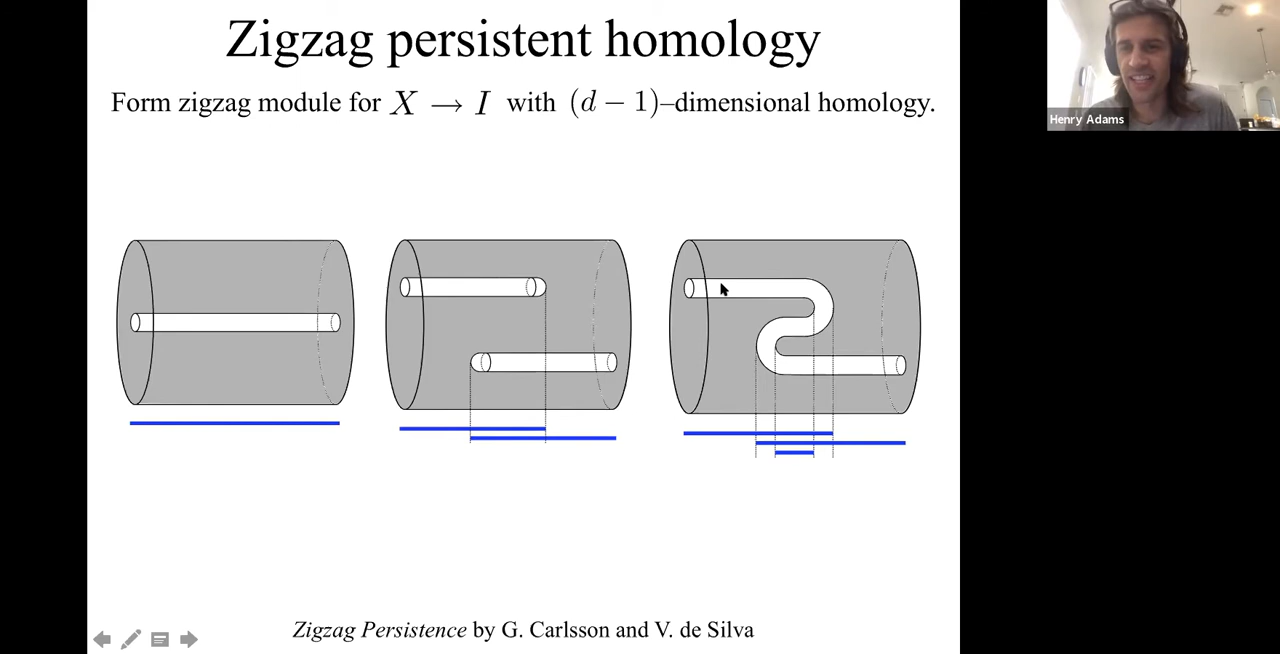 Zigzag persistent homology
Form zigzag module for X → I with (d − 1)–dimensional homology.
Zigzag Persistence by G. Carlsson and V. de Silva
Henry Adams